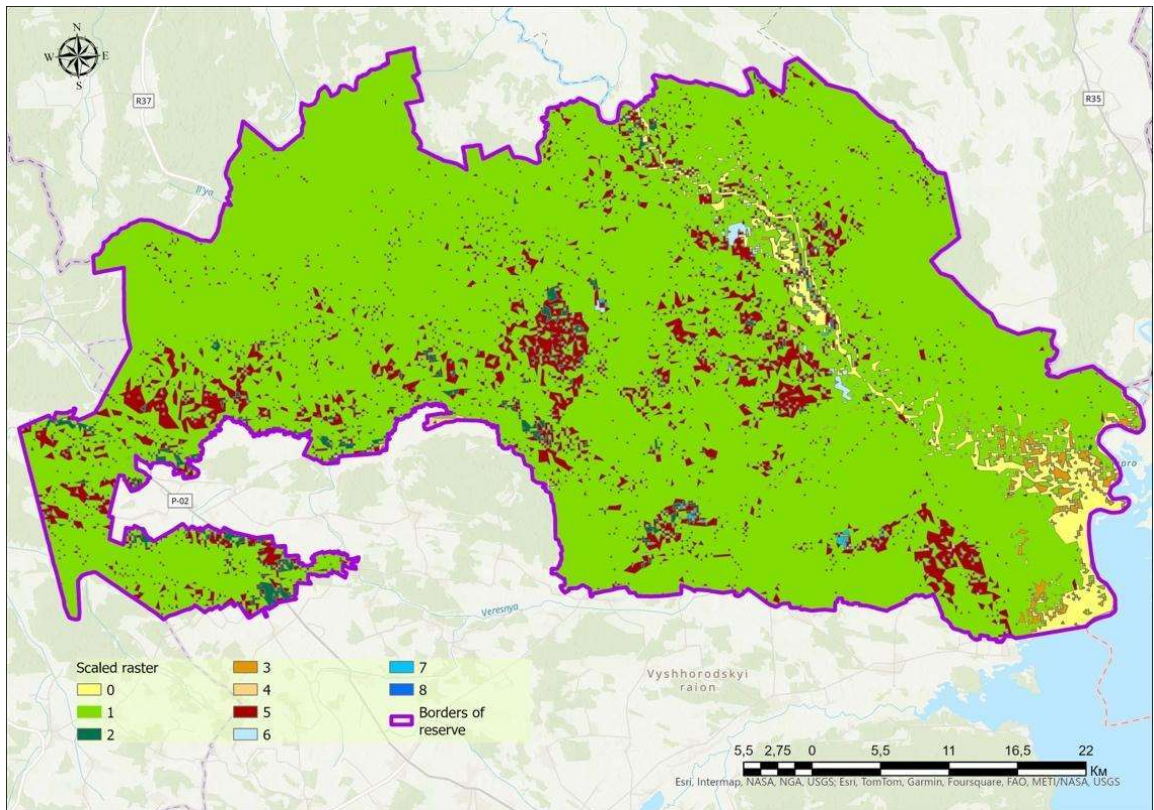 N
W E
S
R37
R35
Il'ya
oro
P-02
Veresnya
Vyshhorodskyi
raion
Scaled raster
0
1
2
3
4
5
6
7
8
Borders of
reserve
5,5 2,75 0 5,5 11 16,5 22
Км
Esri, Intermap, NASA, NGA, USGS; Esri, TomTom, Garmin, Foursquare, FAO, METI/NASA, USGS